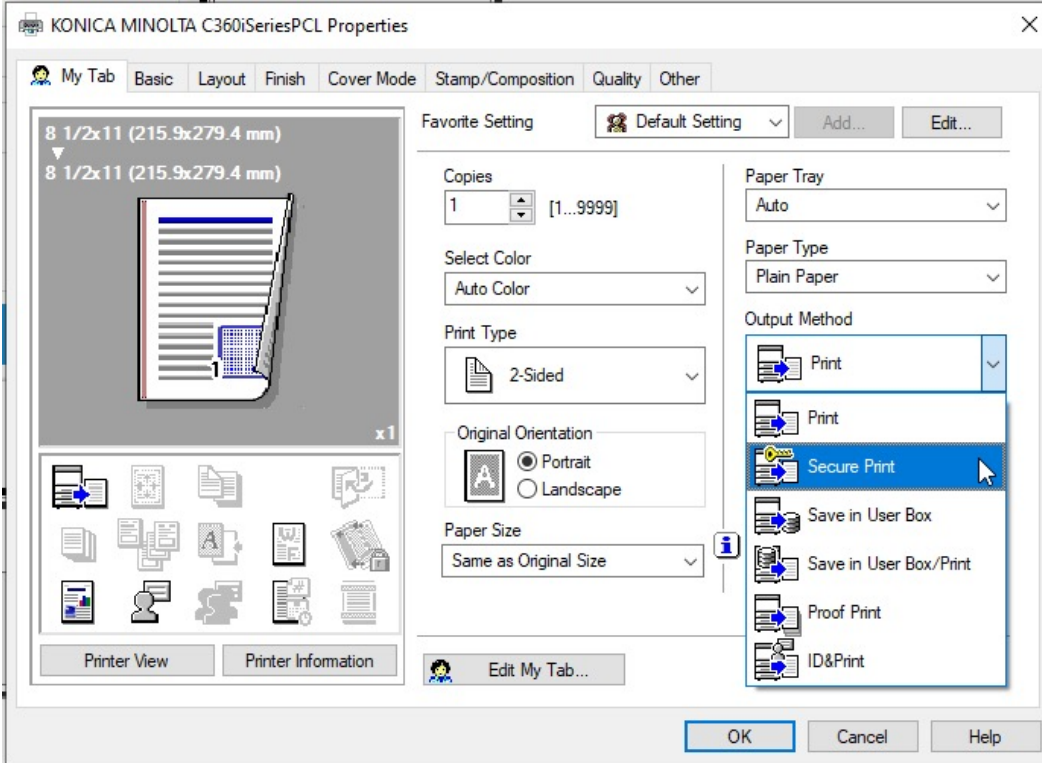 KONICA MINOLTA C360iSeriesPCL Properties
My Tab Basic Layout Finish Cover Mode Stamp/Composition Quality Other
8 1/2x11 (215.9x279.4 mm)
8 1/2x11 (215.9x279.4 mm)
1
x1
Printer View Printer Information
Favorite Setting Default Setting Add... Edit...
Copies
1 [1...9999]
Select Color
Auto Color
Print Type
2-Sided
Original Orientation
A
Portrait
Landscape
Paper Size
Same as Original Size
Edit My Tab...
Paper Tray
Auto
Paper Type
Plain Paper
Output Method
Print
Print
Secure Print
Save in User Box
Save in User Box/Print
Proof Print
ID&Print
OK Cancel Help